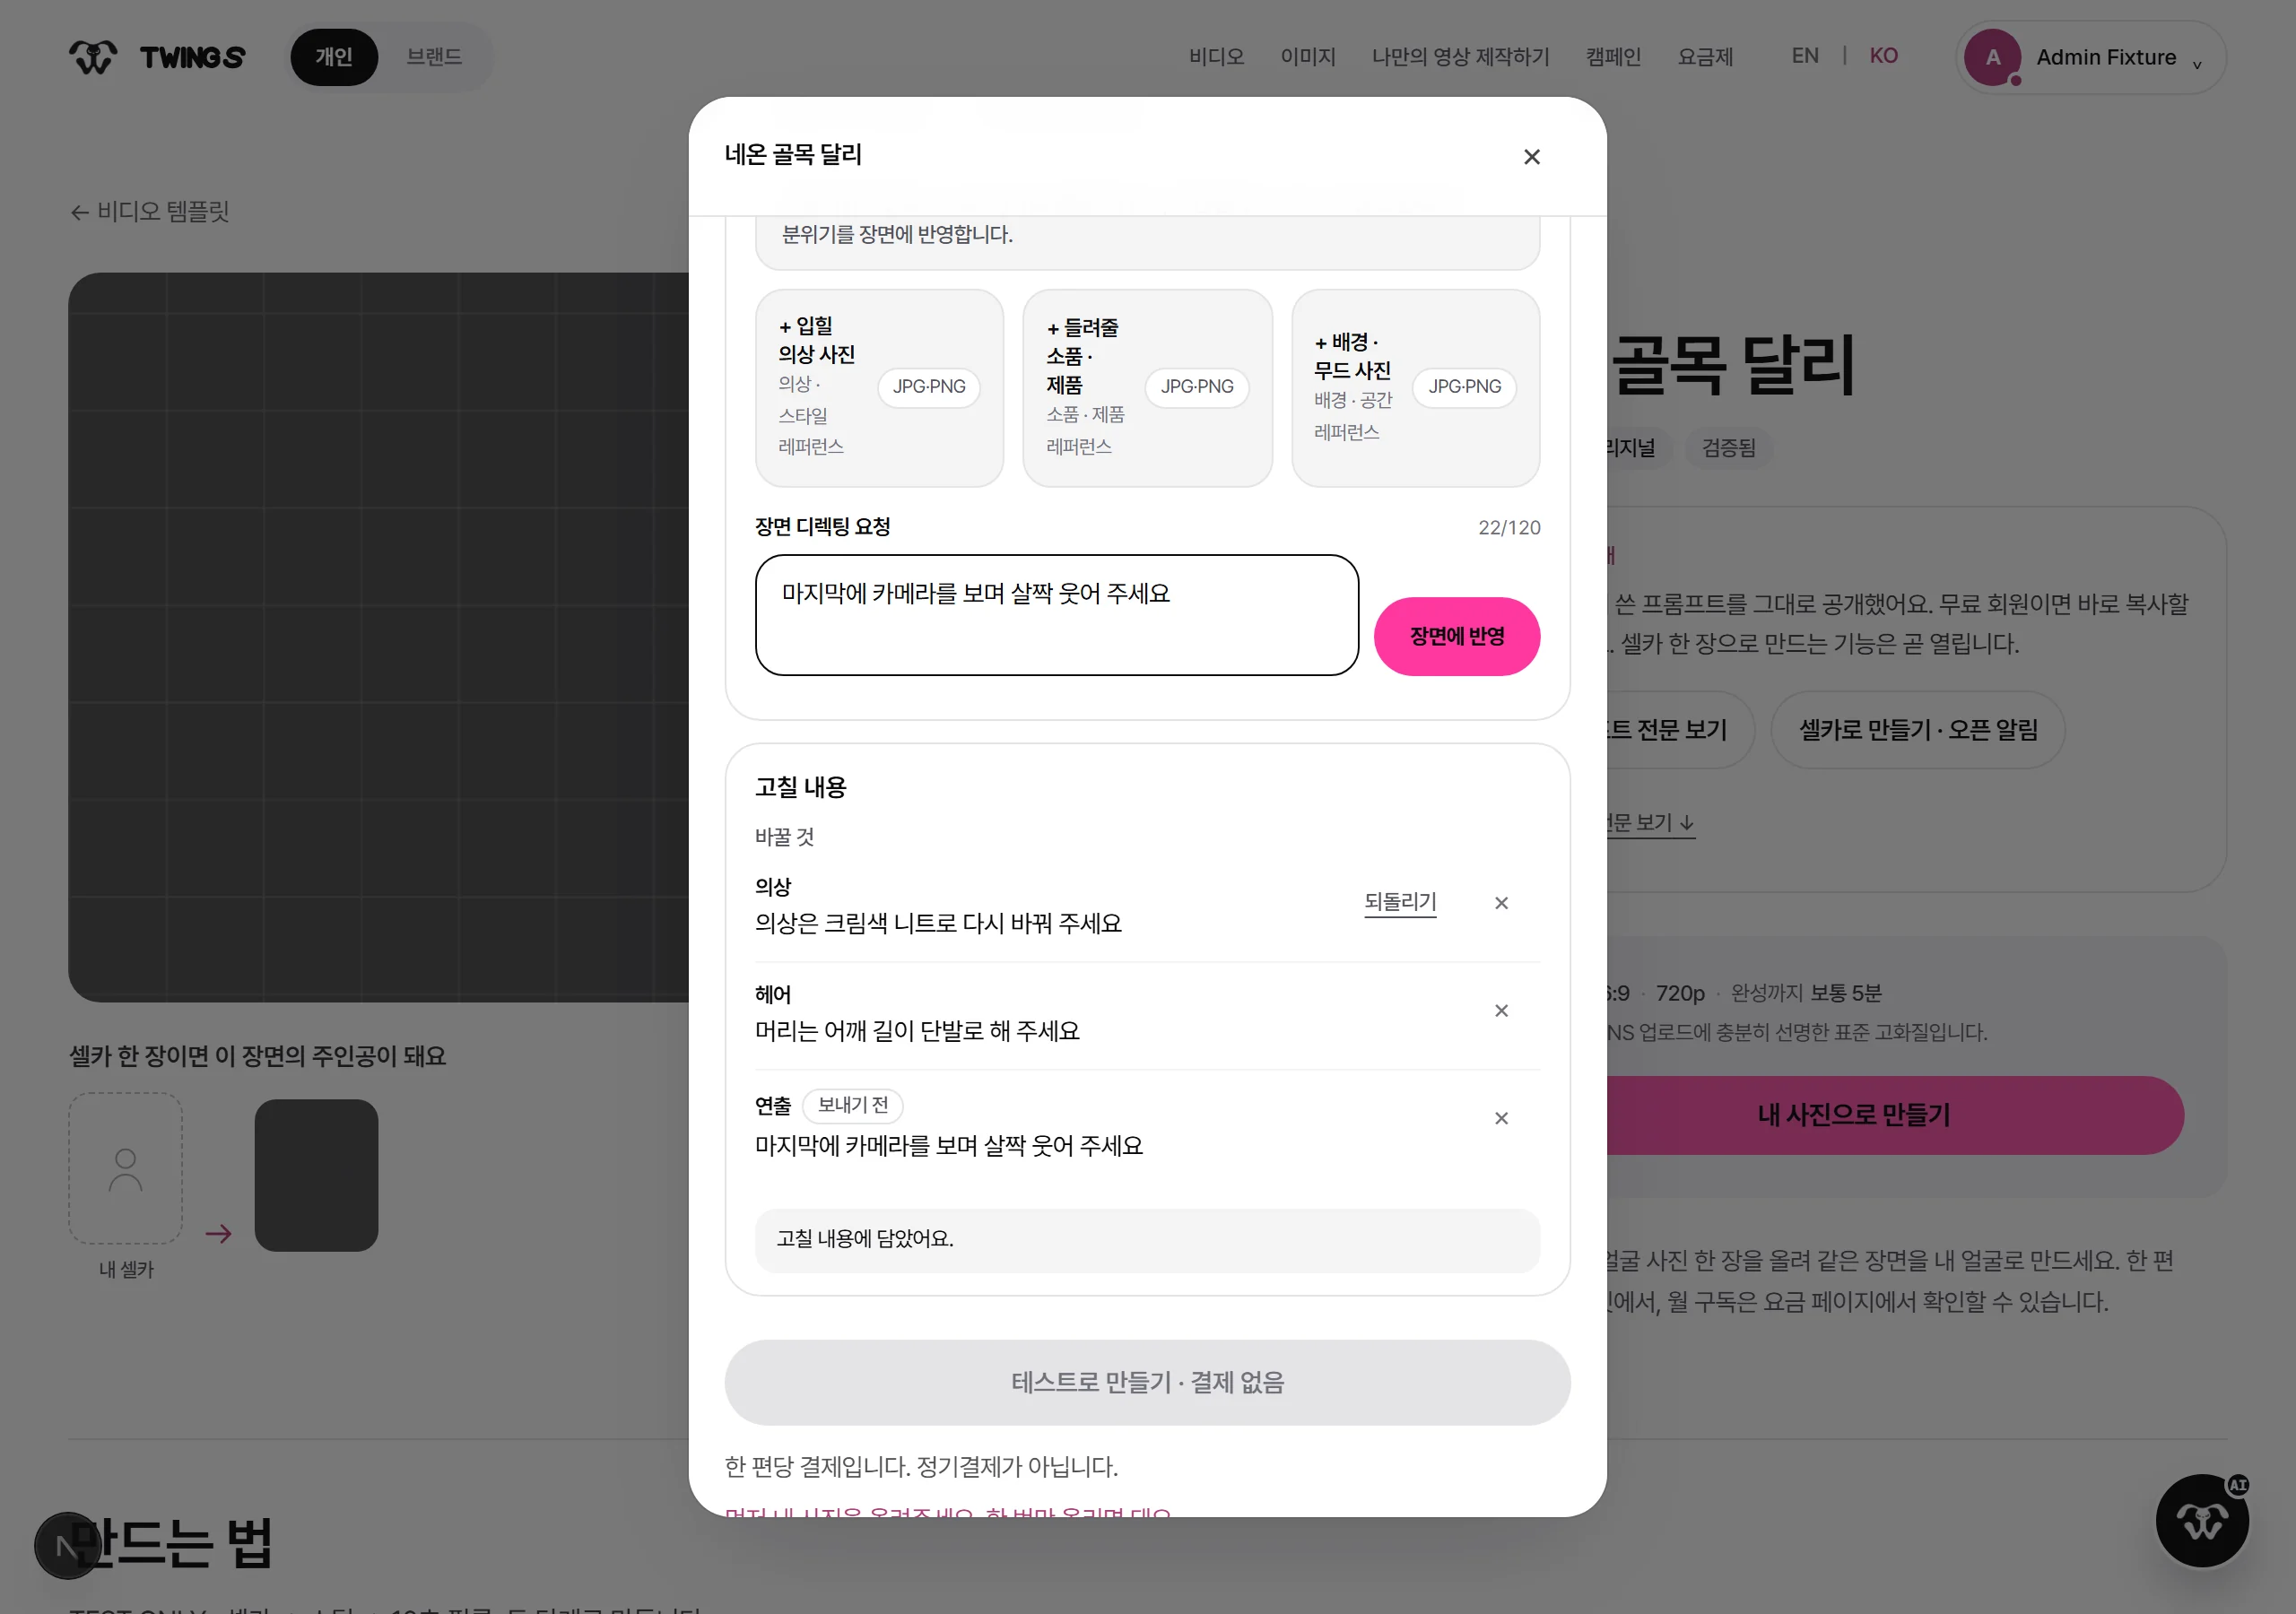 TWINGS
개인
브랜드
비디오
이미지
나만의 영상 제작하기
캠페인
요금제
EN | KO
A
Admin Fixture
← 비디오 템플릿
네온 골목 달리
×
분위기를 장면에 반영합니다.
+ 입힐
의상 사진
의상 ·
스타일
레퍼런스
JPG·PNG
+ 들려줄
소품 ·
제품
소품 · 제품
레퍼런스
JPG·PNG
+ 배경 ·
무드 사진
배경 · 공간
레퍼런스
JPG·PNG
장면 디렉팅 요청
22/120
마지막에 카메라를 보며 살짝 웃어 주세요
장면에 반영
고칠 내용
바꿀 것
의상
의상은 크림색 니트로 다시 바꿔 주세요
되돌리기
×
헤어
머리는 어깨 길이 단발로 해 주세요
×
연출
보내기 전
마지막에 카메라를 보며 살짝 웃어 주세요
×
고칠 내용에 담았어요.
테스트로 만들기 · 결제 없음
한 편당 결제입니다. 정기결제가 아닙니다.
골목 달리
검증됨
쓴 프롬프트를 그대로 공개했어요. 무료 회원이면 바로 복사할
셀카 한 장으로 만드는 기능은 곧 열립니다.
전문 보기
셀카로 만들기 · 오픈 알림
보기 ↓
720p · 완성까지 보통 5분
업로드에 충분히 선명한 표준 고화질입니다.
내 사진으로 만들기
사진 한 장을 올려 같은 장면을 내 얼굴로 만드세요. 한 편
월 구독은 요금 페이지에서 확인할 수 있습니다.
셀카 한 장이면 이 장면의 주인공이 돼요
내 셀카
만드는 법
N
AI